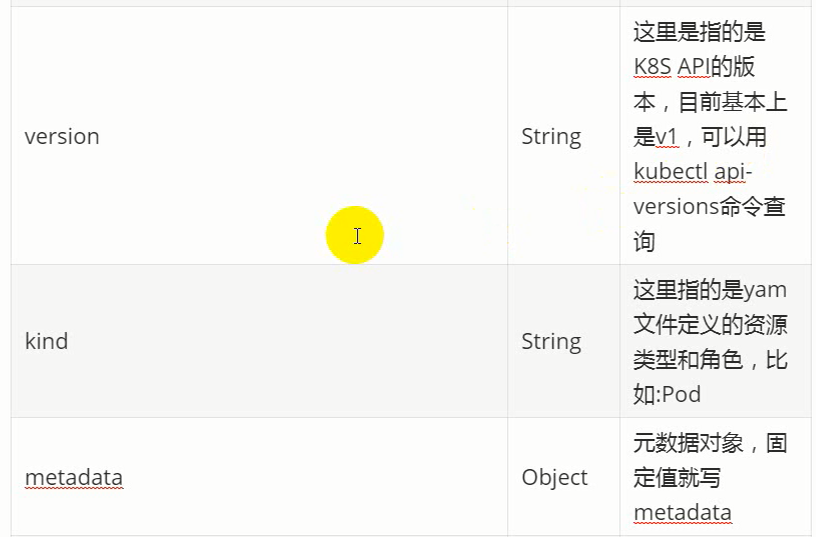 version
String
这里是指的是
K8S API的版
本，目前基本上
是v1，可以用
kubectl api-
versions命令查
询
kind
String
这里指的是yam
文件定义的资源
类型和角色，比
如:Pod
metadata
Object
元数据对象，固
定值就写
metadata